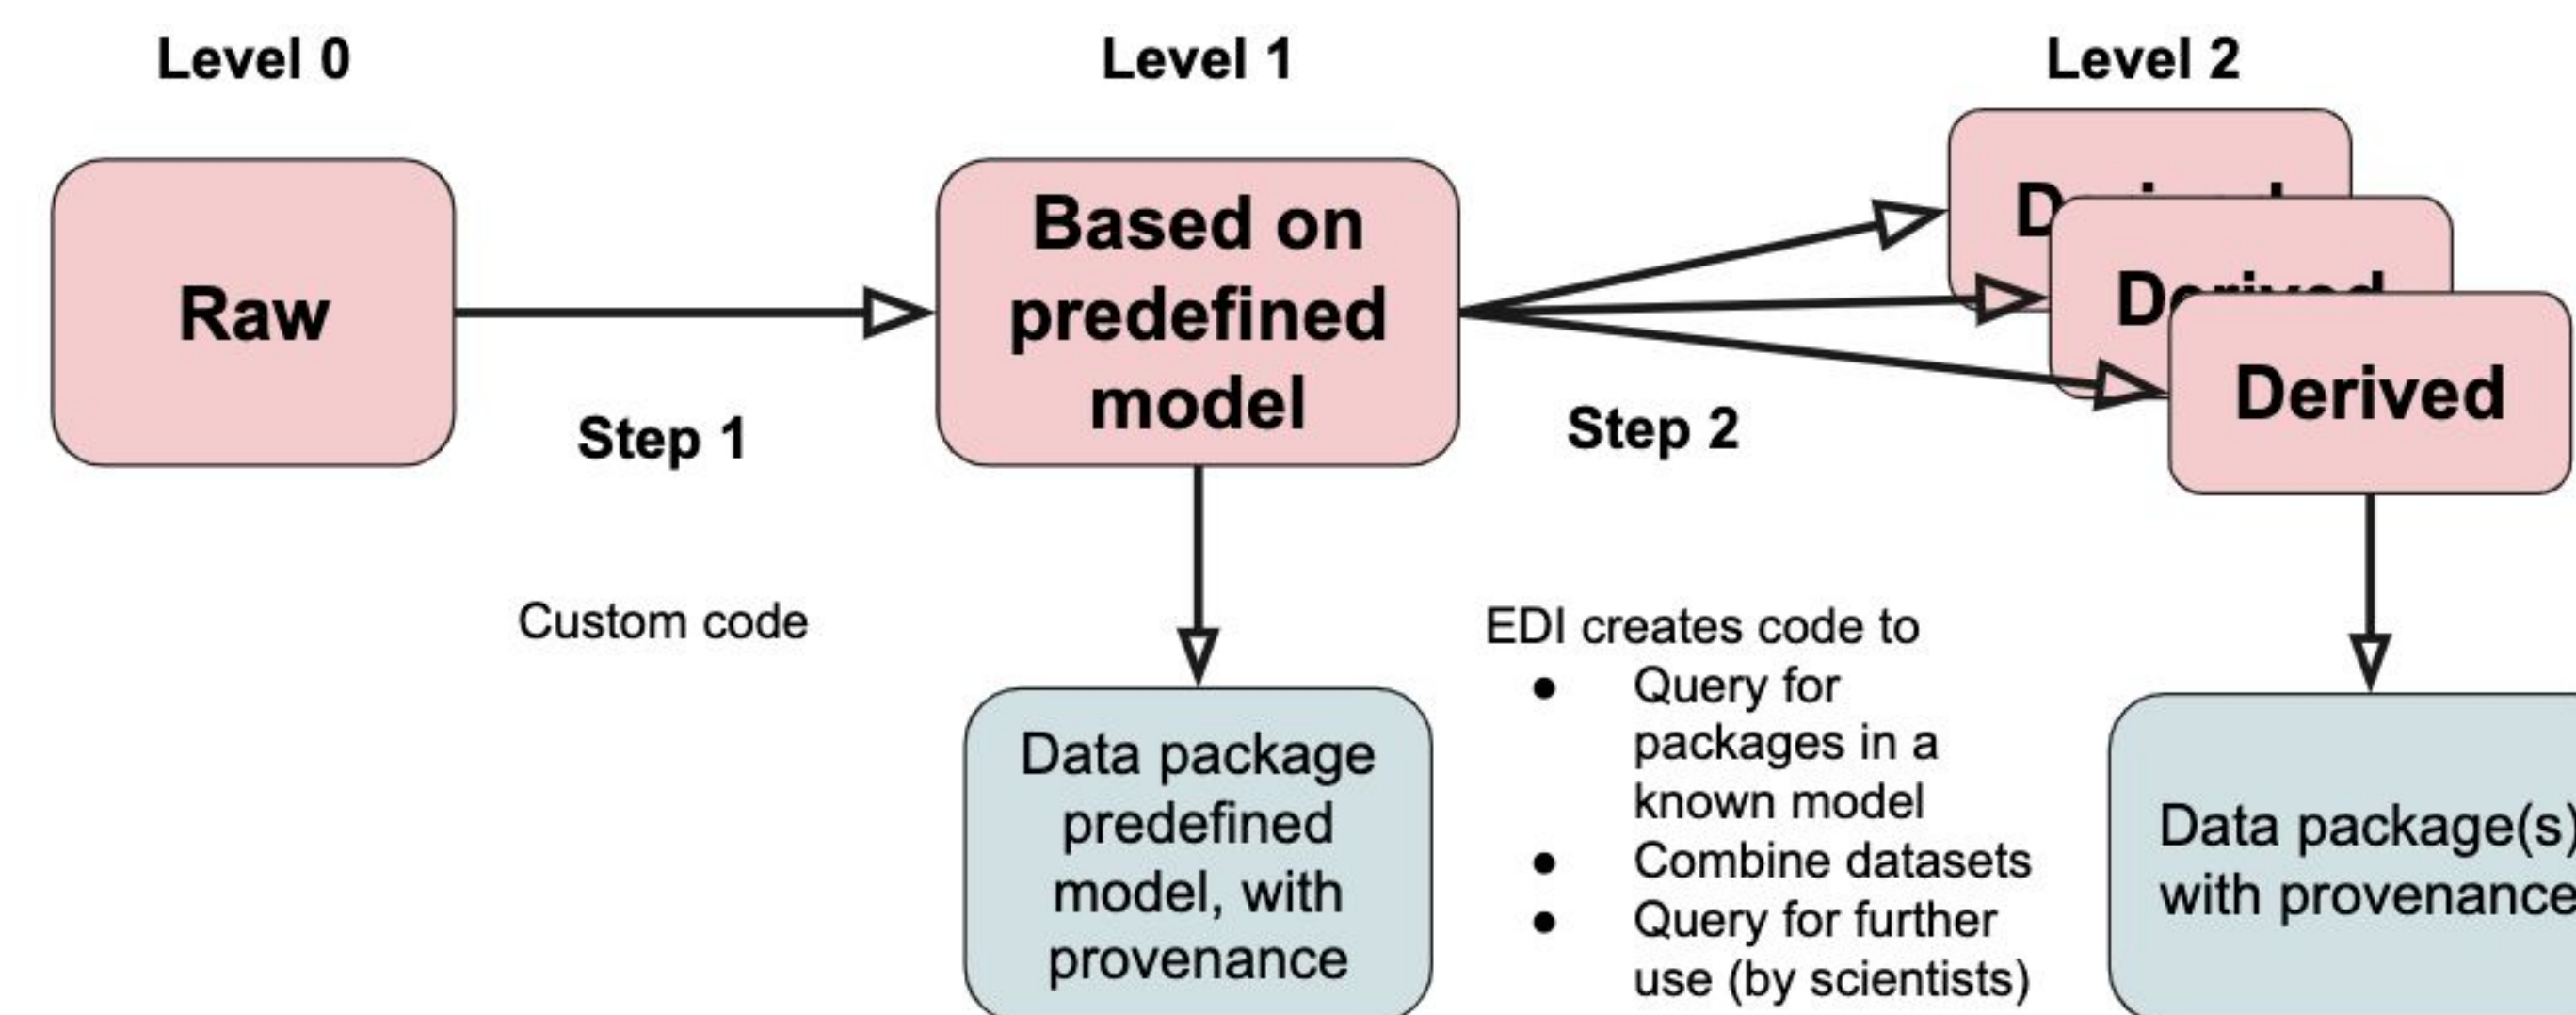 Level 0
Level 1
Level 2
Raw
Based on
predefined
model
Derived
Derived
Derived
Step 1
Step 2
Custom code
Data package
predefined
model, with
provenance
EDI creates code to
● Query for
packages in a
known model
● Combine datasets
● Query for further
use (by scientists)
Data package(s)
with provenance